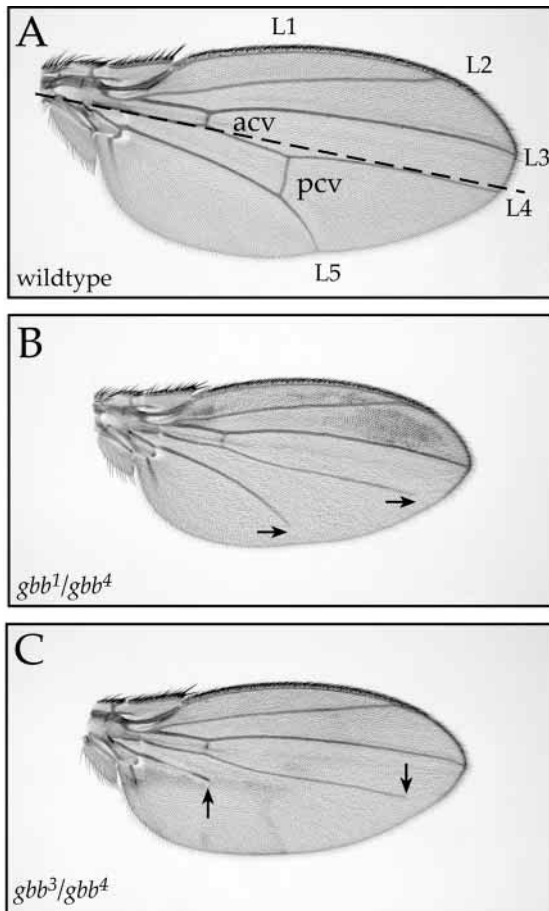 A
L1
L2
acv
L3
pcv
L4
L5
wildtype
B
gbb¹/gbb⁴
C
gbb³/gbb⁴